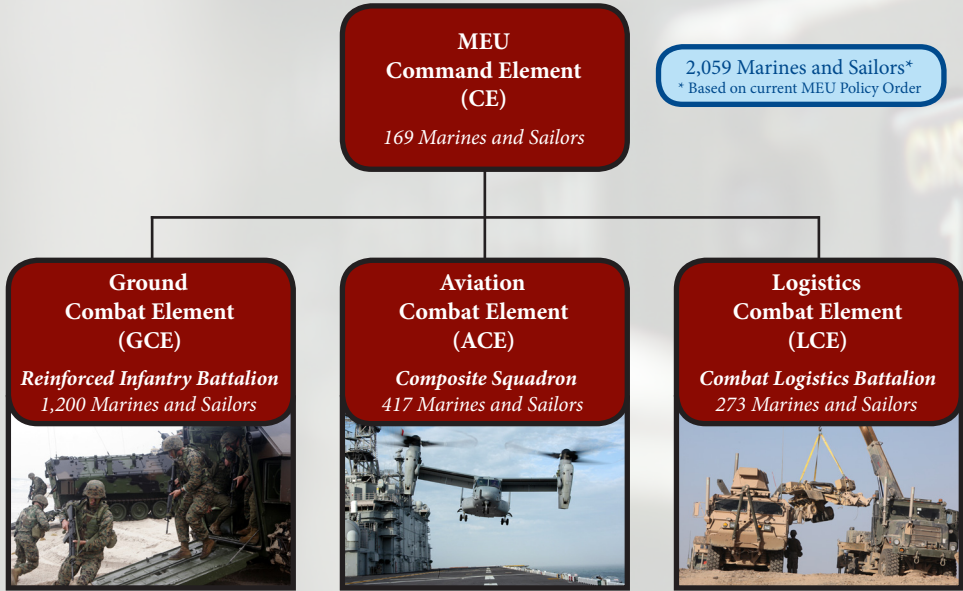 MEU
Command Element
(CE)
169 Marines and Sailors
2,059 Marines and Sailors*
* Based on current MEU Policy Order
Ground
Combat Element
(GCE)
Reinforced Infantry Battalion
1,200 Marines and Sailors
Aviation
Combat Element
(ACE)
Composite Squadron
417 Marines and Sailors
Logistics
Combat Element
(LCE)
Combat Logistics Battalion
273 Marines and Sailors